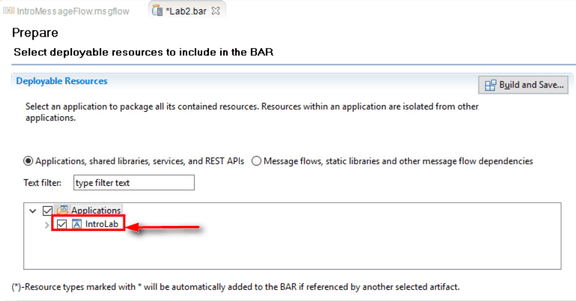 IntroMessageFlow.msgflow *Lab2.bar
Prepare
Select deployable resources to include in the BAR
Deployable Resources
Build and Save...
Select an application to package all its contained resources. Resources within an application are isolated from other
applications.
Applications, shared libraries, services, and REST APIs Message flows, static libraries and other message flow dependencies
Text filter: type filter text
Applications
IntroLab
(*)-Resource types marked with * will be automatically added to the BAR if referenced by another selected artifact.